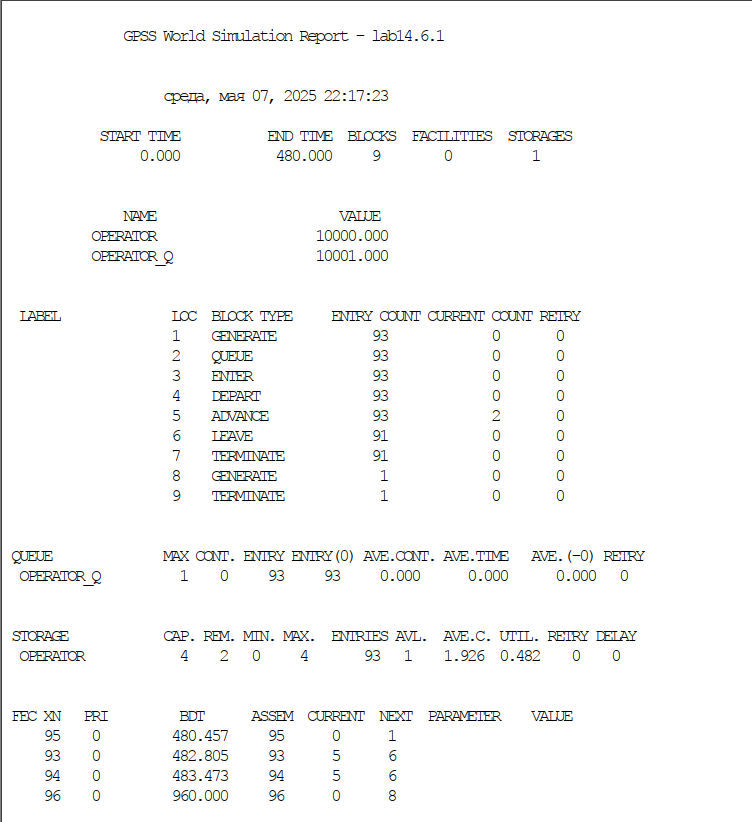 GPSS World Simulation Report - lab14.6.1
среда, мая 07, 2025 22:17:23
START TIME END TIME BLOCKS FACILITIES STORAGES
0.000 480.000 9 0 1
NAME VALUE
OPERATOR 10000.000
OPERATOR_Q 10001.000
LABEL LOC BLOCK TYPE ENTRY COUNT CURRENT COUNT RETRY
1 GENERATE 93 0 0
2 QUEUE 93 0 0
3 ENTER 93 0 0
4 DEPART 93 0 0
5 ADVANCE 93 2 0
6 LEAVE 91 0 0
7 TERMINATE 91 0 0
8 GENERATE 1 0 0
9 TERMINATE 1 0 0
QUEUE MAX CONT. ENTRY ENTRY(0) AVE.CONT. AVE.TIME AVE.(-0) RETRY
OPERATOR_Q 1 0 93 93 0.000 0.000 0.000 0
STORAGE CAP. REM. MIN. MAX. ENTRIES AVL. AVE.C. UTIL. RETRY DELAY
OPERATOR 4 2 0 4 93 1 1.926 0.482 0 0
FEC XN PRI BDT ASSEM CURRENT NEXT PARAMETER VALUE
95 0 480.457 95 0 1
93 0 482.805 93 5 6
94 0 483.473 94 5 6
96 0 960.000 96 0 8